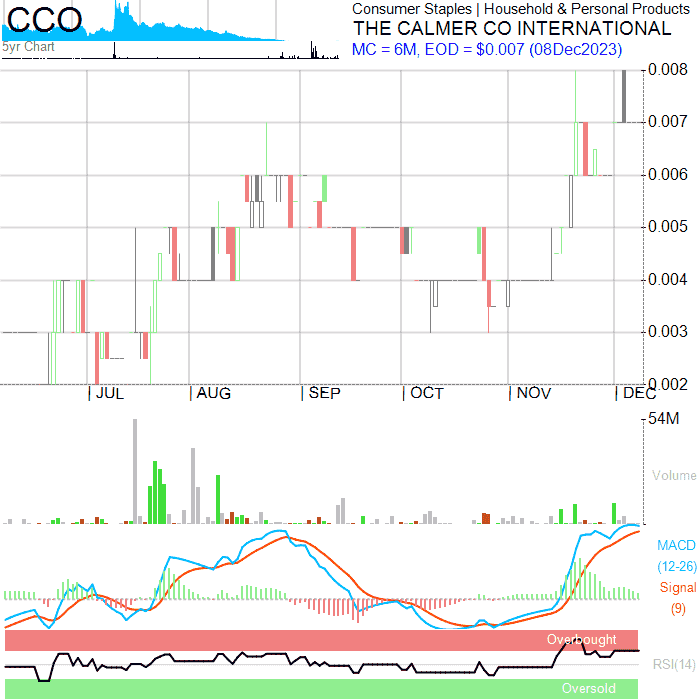 CCO
5yr Chart
Consumer Staples | Household & Personal Products
THE CALMER CO INTERNATIONAL
MC = 6M, EOD = $0.007 (08Dec2023)
0.008
0.007
0.006
0.005
0.004
0.003
0.002
JUL AUG SEP OCT NOV DEC
54M
Volume
MACD
(12-26)
Signal
(9)
Overbought
RSI(14)
Oversold